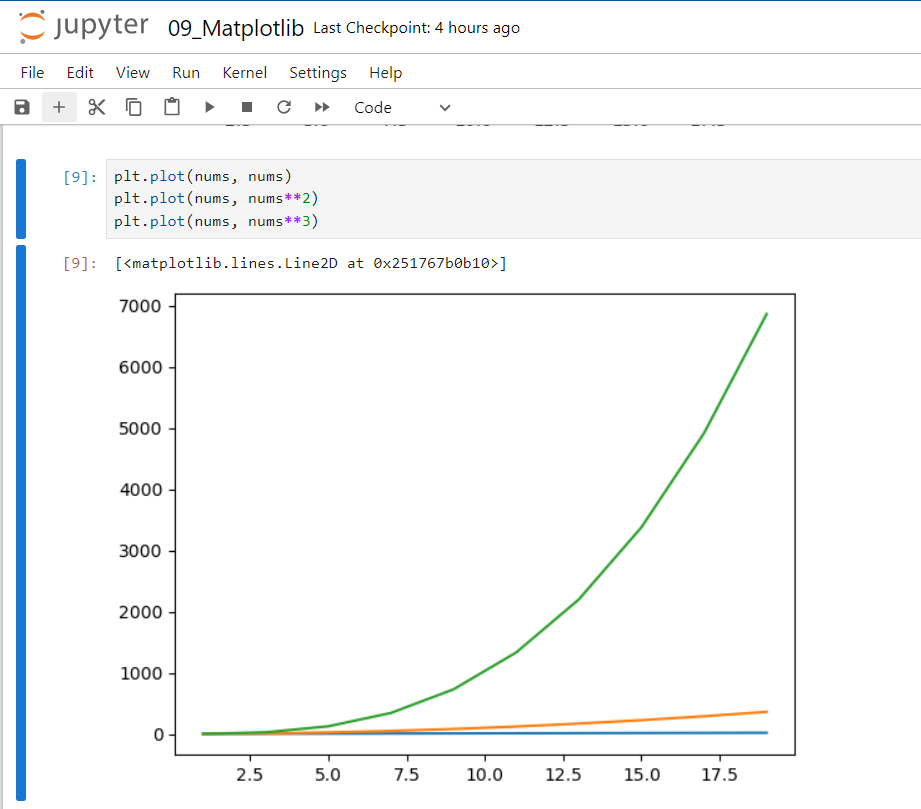 jupyter 09_Matplotlib Last Checkpoint: 4 hours ago
File Edit View Run Kernel Settings Help
Code
[9]: plt.plot(nums, nums)
plt.plot(nums, nums**2)
plt.plot(nums, nums**3)
[9]: [<matplotlib.lines.Line2D at 0x251767b0b10>]
7000
6000
5000
4000
3000
2000
1000
0
2.5 5.0 7.5 10.0 12.5 15.0 17.5